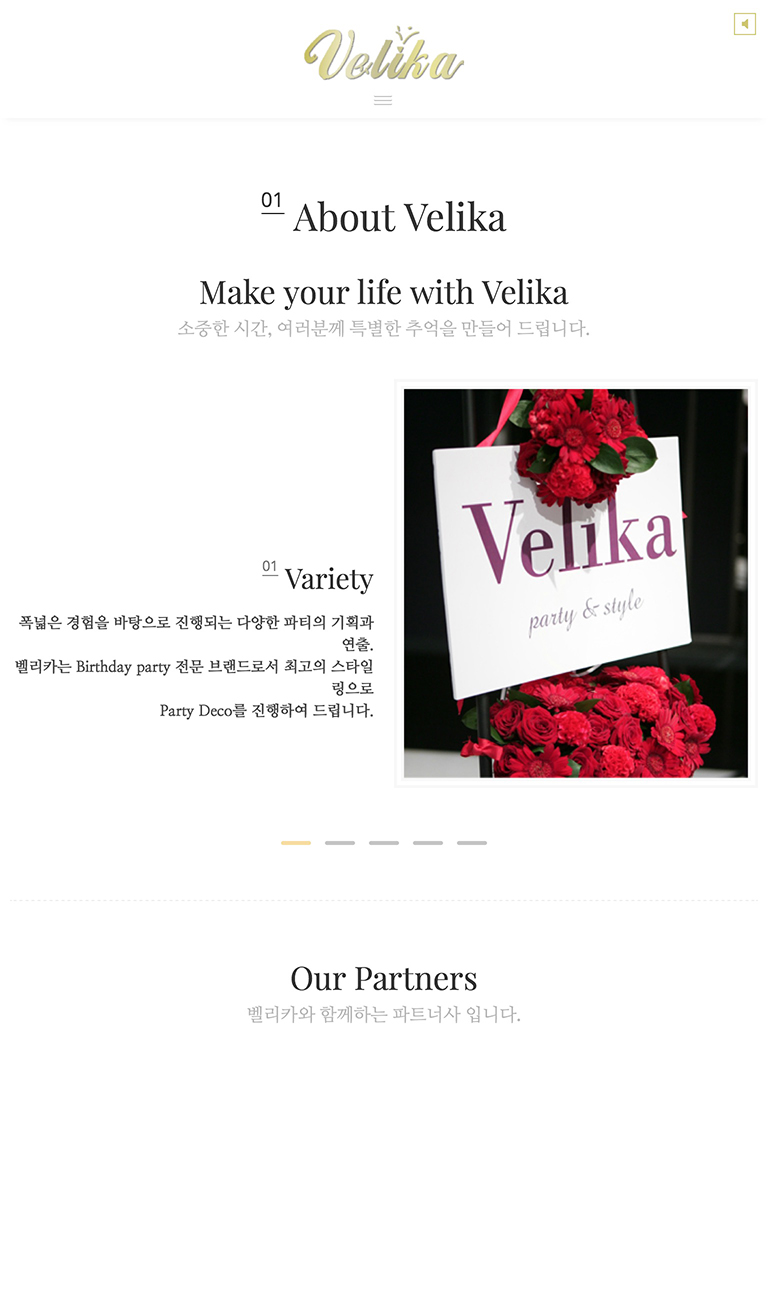 Velika
01 About Velika
Make your life with Velika
소중한 시간, 여러분께 특별한 추억을 만들어 드립니다.
01 Variety
폭넓은 경험을 바탕으로 진행되는 다양한 파티의 기획과
연출.
벨리카는 Birthday party 전문 브랜드로서 최고의 스타일
링으로
Party Deco를 진행하여 드립니다.
Velika
party & style
Our Partners
벨리카와 함께하는 파트너사 입니다.